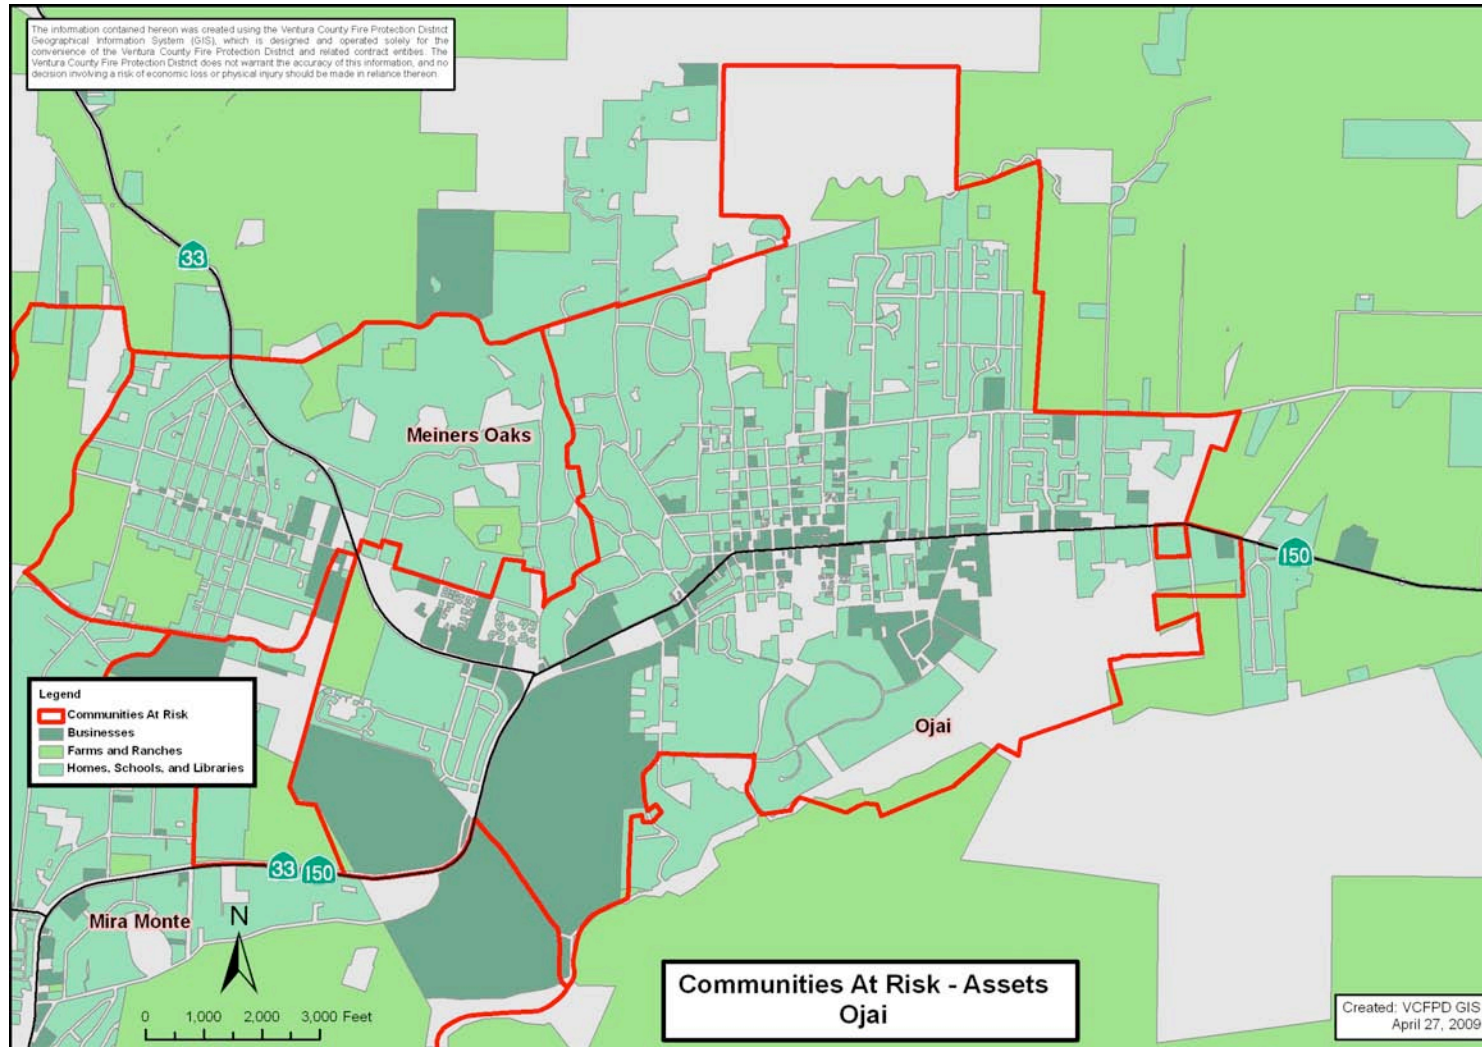 The information contained hereon was created using the Ventura County Fire Protection District
Geographical Information System (GIS), which is designed and operated solely for the
convenience of the Ventura County Fire Protection District and related contract entities. The
Ventura County Fire Protection District does not warrant the accuracy of this information, and no
decision involving a risk of economic loss or physical injury should be made in reliance thereon.
33
Meiners Oaks
150
Legend
Communities At Risk
Businesses
Farms and Ranches
Homes, Schools, and Libraries
Ojai
33 150
Mira Monte
N
0 1,000 2,000 3,000 Feet
Communities At Risk - Assets
Ojai
Created: VCFPD GIS
April 27, 2009